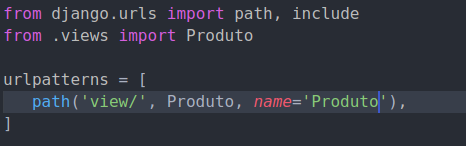 from django.urls import path, include
from .views import Produto
urlpatterns = [
path('view/', Produto, name='Produto'),
]